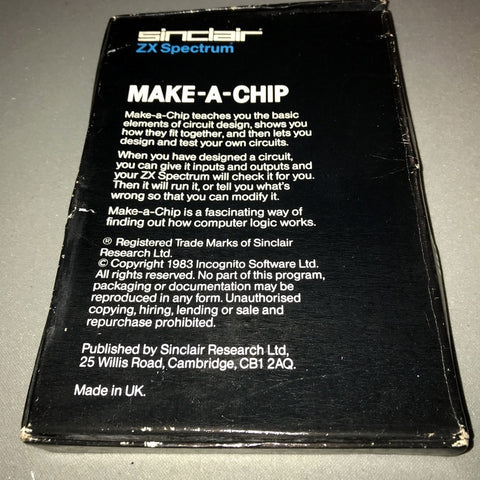 sinclair
ZX Spectrum
MAKE-A-CHIP
Make-a-Chip teaches you the basic
elements of circuit design, shows you
how they fit together, and then lets you
design and test your own circuits.
When you have designed a circuit,
you can give it inputs and outputs and
your ZX Spectrum will check it for you.
Then it will run it, or tell you what's
wrong so that you can modify it.
Make-a-Chip is a fascinating way of
finding out how computer logic works.
® Registered Trade Marks of Sinclair
Research Ltd.
© Copyright 1983 Incognito Software Ltd.
All rights reserved. No part of this program,
packaging or documentation may be
reproduced in any form. Unauthorised
copying, hiring, lending or sale and
repurchase prohibited.
Published by Sinclair Research Ltd,
25 Willis Road, Cambridge, CB1 2AQ.
Made in UK.